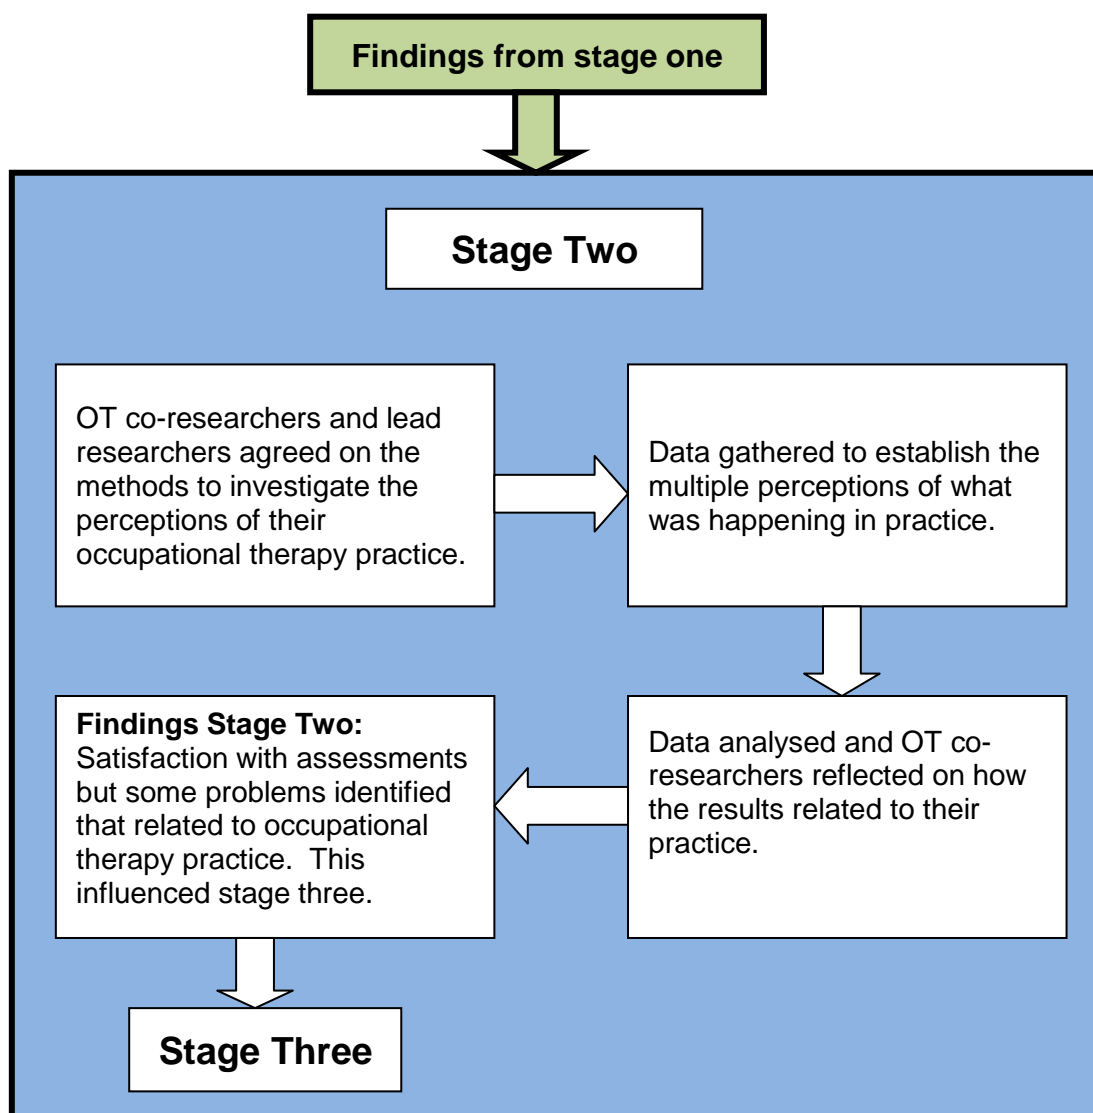 Findings from stage one
Stage Two
OT co-researchers and lead
researchers agreed on the
methods to investigate the
perceptions of their
occupational therapy practice.
Data gathered to establish the
multiple perceptions of what
was happening in practice.
Data analysed and OT co-
researchers reflected on how
the results related to their
practice.
Findings Stage Two:
Satisfaction with assessments
but some problems identified
that related to occupational
therapy practice.  This
influenced stage three.
Stage Three